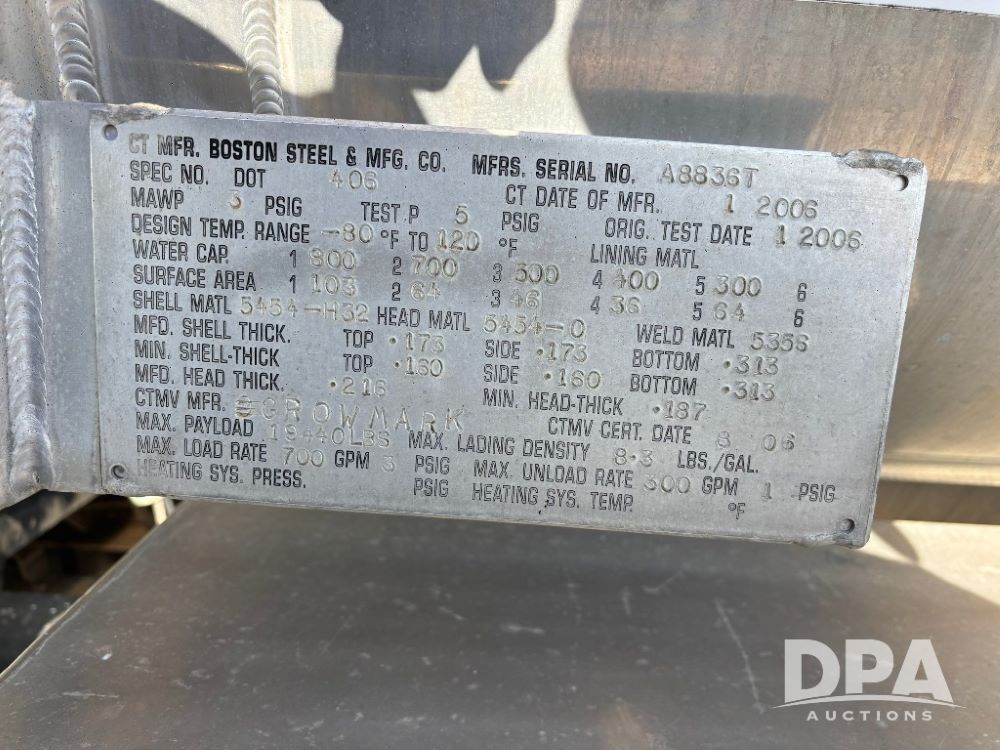 CT MFR. BOSTON STEEL & MFG. CO. MFRS. SERIAL NO. A8836T
SPEC NO. DOT 406 CT DATE OF MFR. 1 2006
MAWP 3 PSIG TEST P 5 PSIG ORIG. TEST DATE 1 2006
DESIGN TEMP. RANGE -80 °F TO 120 °F LINING MATL
WATER CAP. 1 800 2 700 3 500 4 400 5 300 6
SURFACE AREA 1 103 2 64 3 46 4 36 5 64 6
SHELL MATL 5454-H32 HEAD MATL 5454-O WELD MATL 5356
MFD. SHELL THICK. TOP .173 SIDE .173 BOTTOM .313
MIN. SHELL-THICK TOP .160 SIDE .160 BOTTOM .313
MFD. HEAD THICK. .216 MIN. HEAD-THICK .187
CTMV MFR. GROWMARK CTMV CERT. DATE 8 06
MAX. PAYLOAD 19440LBS MAX. LADING DENSITY 8.3 LBS./GAL.
MAX. LOAD RATE 700 GPM 3 PSIG MAX. UNLOAD RATE 300 GPM 1 PSIG
HEATING SYS. PRESS. PSIG HEATING SYS. TEMP. °F
DPA
AUCTIONS